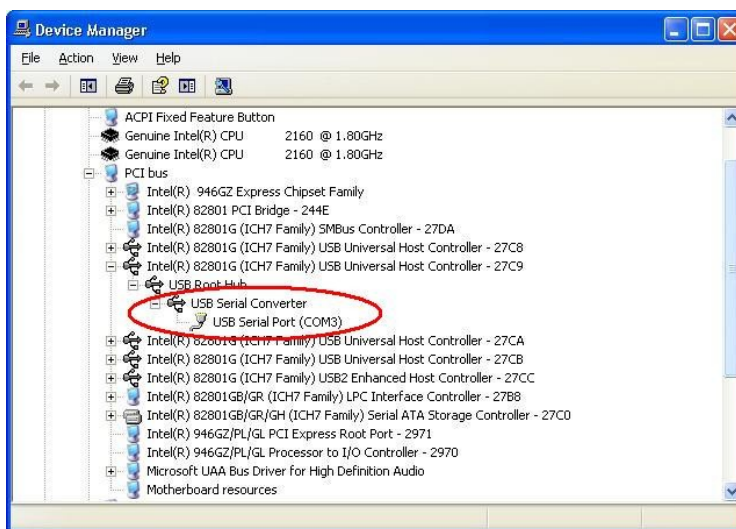 Device Manager
File Action View Help
ACPI Fixed Feature Button
Genuine Intel(R) CPU 2160 @ 1.80GHz
Genuine Intel(R) CPU 2160 @ 1.80GHz
PCI bus
Intel(R) 946GZ Express Chipset Family
Intel(R) 82801 PCI Bridge - 244E
Intel(R) 82801G (ICH7 Family) SMBus Controller - 27DA
Intel(R) 82801G (ICH7 Family) USB Universal Host Controller - 27C8
Intel(R) 82801G (ICH7 Family) USB Universal Host Controller - 27C9
USB Root Hub
USB Serial Converter
USB Serial Port (COM3)
Intel(R) 82801G (ICH7 Family) USB Universal Host Controller - 27CA
Intel(R) 82801G (ICH7 Family) USB Universal Host Controller - 27CB
Intel(R) 82801G (ICH7 Family) USB2 Enhanced Host Controller - 27CC
Intel(R) 82801GB/GR (ICH7 Family) LPC Interface Controller - 27B8
Intel(R) 82801GB/GR/GH (ICH7 Family) Serial ATA Storage Controller - 27C0
Intel(R) 946GZ/PL/GL PCI Express Root Port - 2971
Intel(R) 946GZ/PL/GL Processor to I/O Controller - 2970
Microsoft UAA Bus Driver for High Definition Audio
Motherboard resources